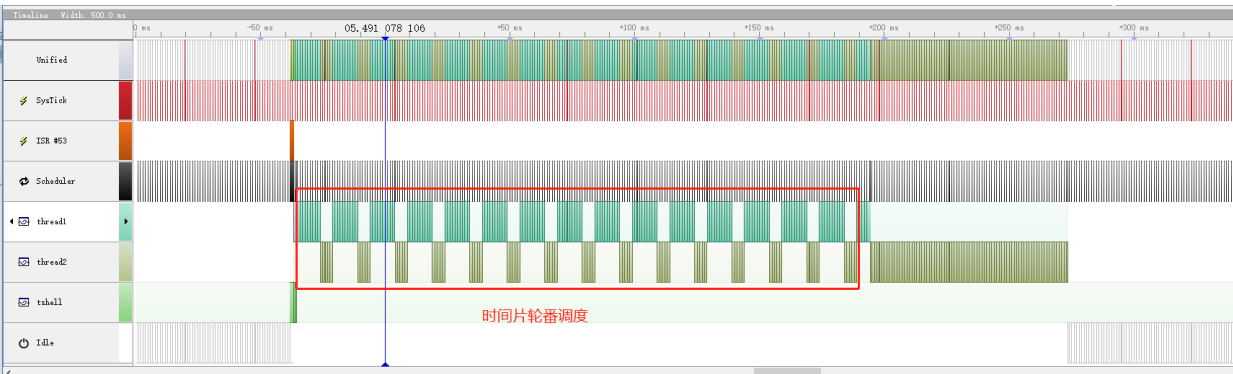 Timeline Width: 500.0 ms
0 ms
-50 ms
05.491 078 106
+50 ms
+100 ms
+150 ms
+200 ms
+250 ms
+300 ms
Unified
SysTick
ISR #53
Scheduler
thread1
thread2
tshell
Idle
时间片轮番调度